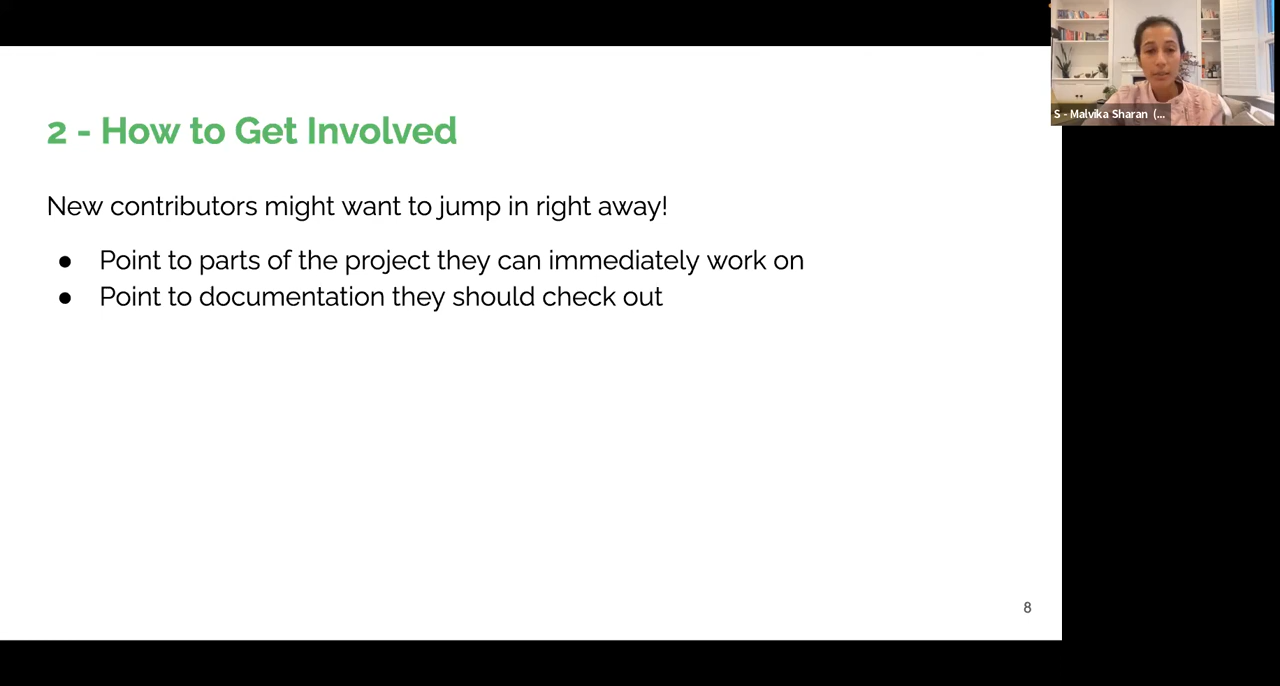 2 - How to Get Involved
New contributors might want to jump in right away!
● Point to parts of the project they can immediately work on
● Point to documentation they should check out
8
S - Malvika Sharan (...